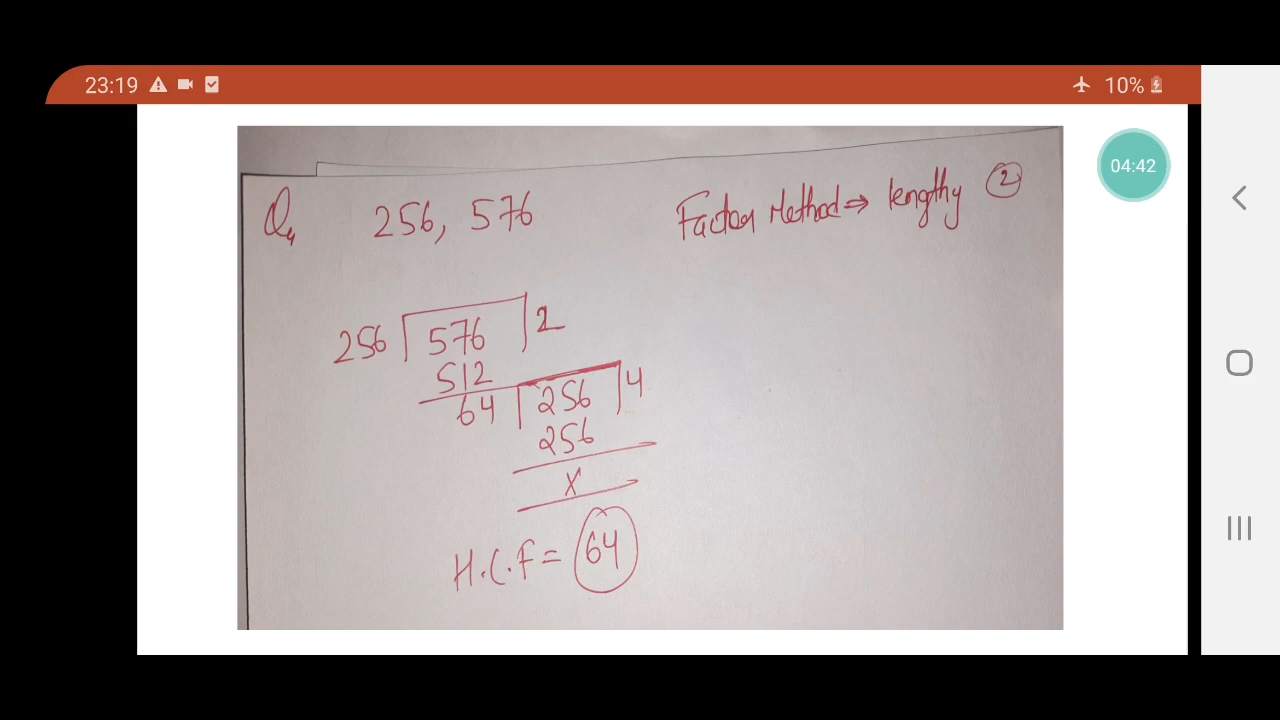 23:19
10%
04:42
Q4 256, 576 Factor Method ⇒ lengthy 2
256 576 2
512
64 256 4
256
x
H.C.F = 64